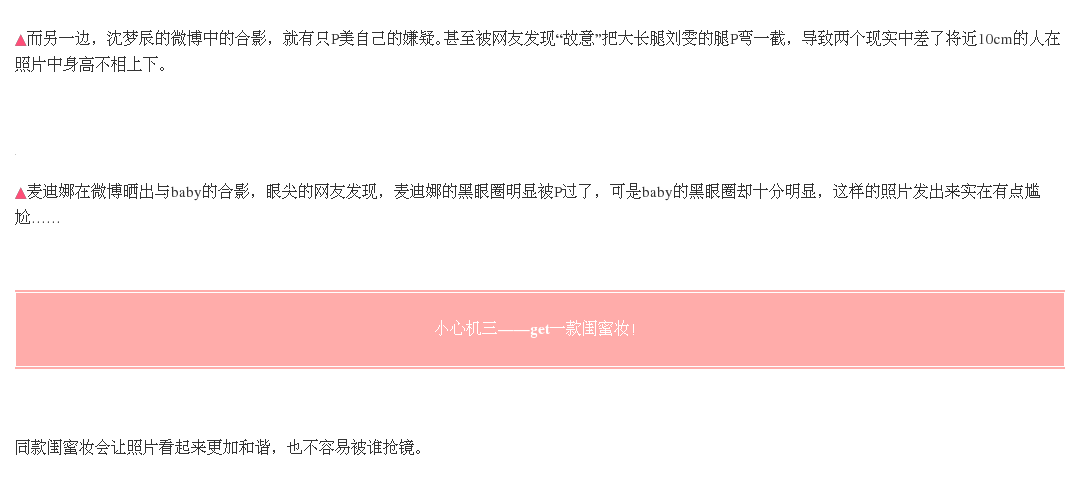 ▲而另一边，沈梦辰的微博中的合影，就有只P美自己的嫌疑。甚至被网友发现“故意”把大长腿刘雯的腿P弯一截，导致两个现实中差了将近10cm的人在
照片中身高不相上下。
▲麦迪娜在微博晒出与baby的合影，眼尖的网友发现，麦迪娜的黑眼圈明显被P过了，可是baby的黑眼圈却十分明显，这样的照片发出来实在有点尴
尬……
小心机三——get一款闺蜜妆！
同款闺蜜妆会让照片看起来更加和谐，也不容易被谁抢镜。